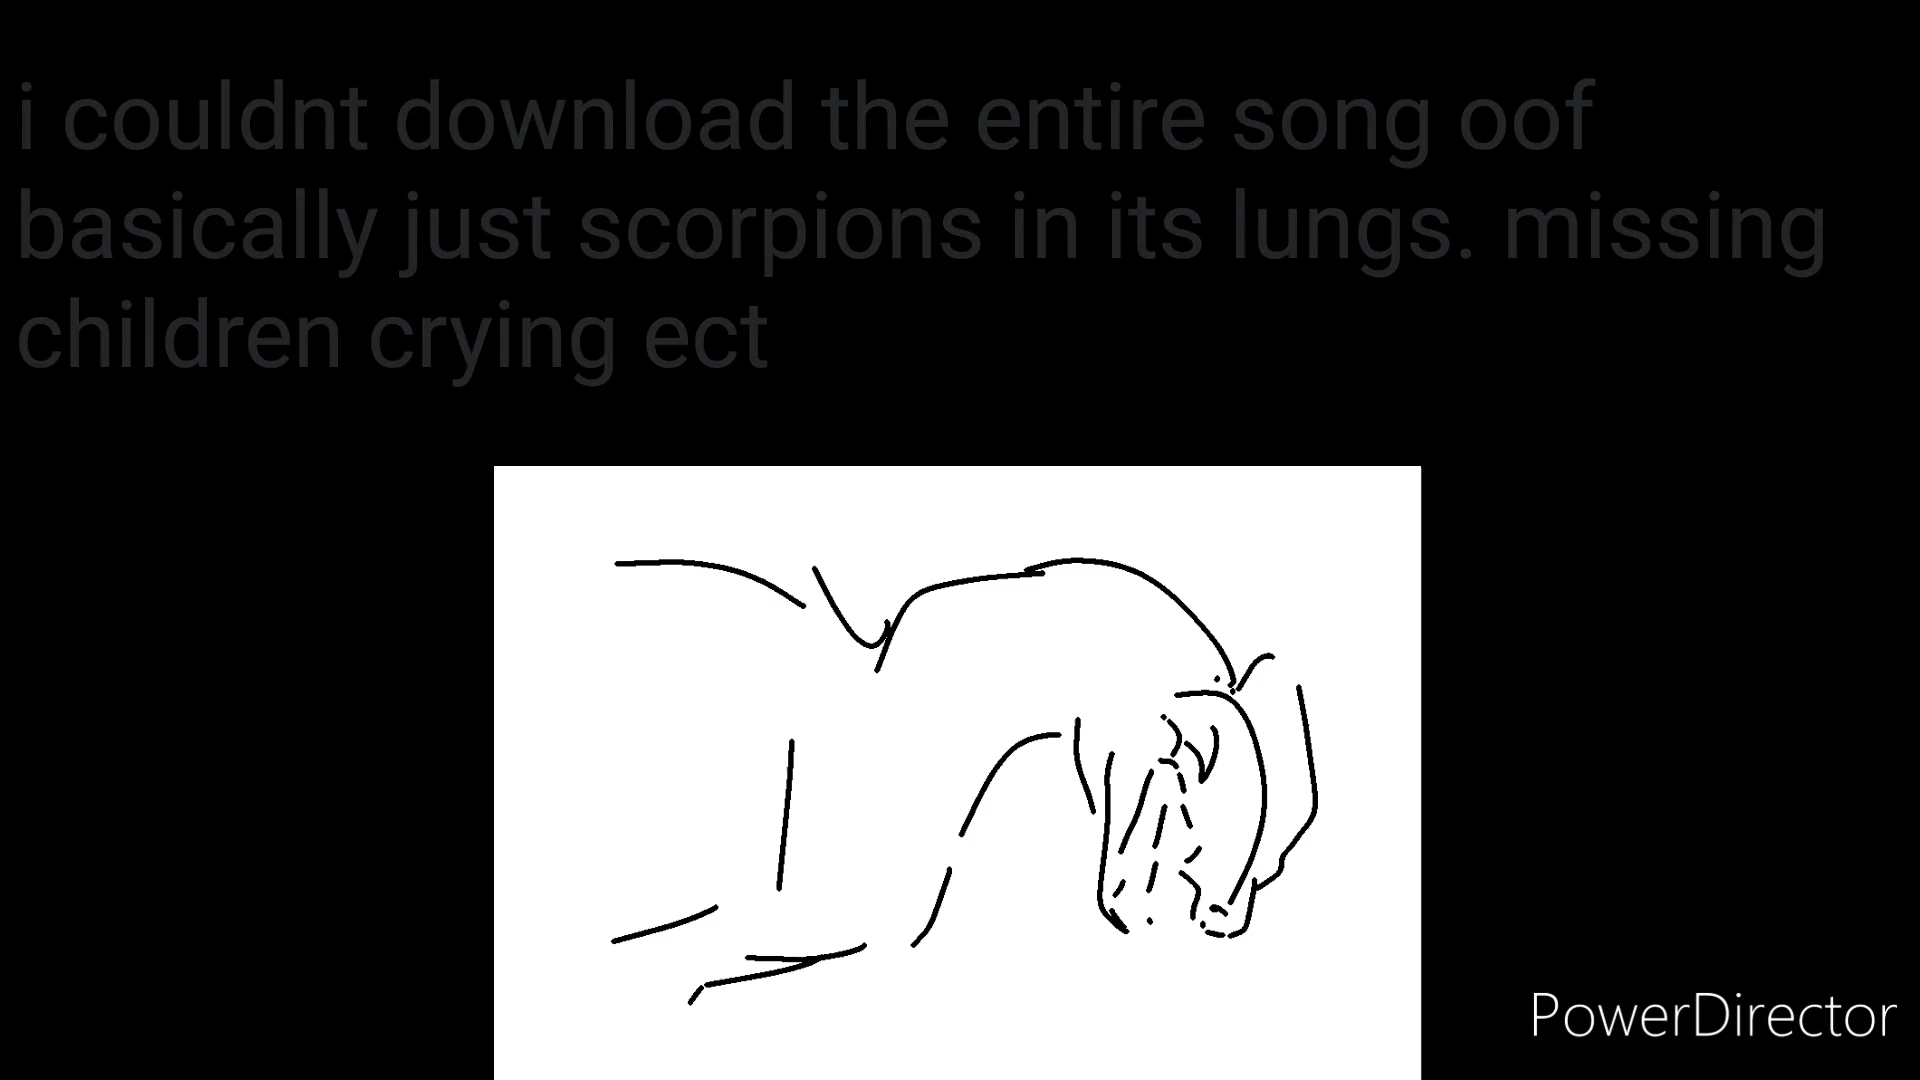 i couldnt download the entire song oof
basically just scorpions in its lungs. missing
children crying ect
PowerDirector